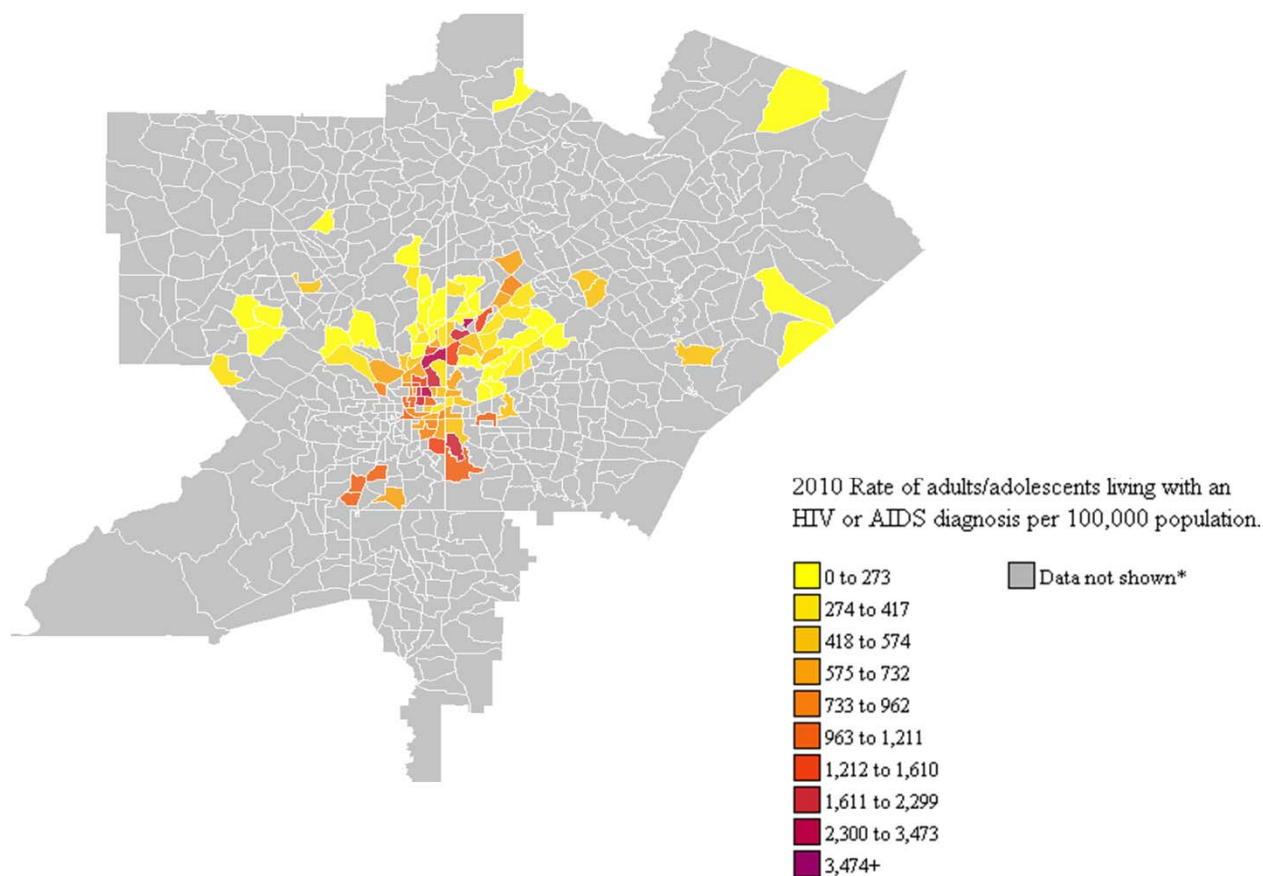 2010 Rate of adults/adolescents living with an
HIV or AIDS diagnosis per 100,000 population.
0 to 273
274 to 417
418 to 574
575 to 732
733 to 962
963 to 1,211
1,212 to 1,610
1,611 to 2,299
2,300 to 3,473
3,474+
Data not shown*